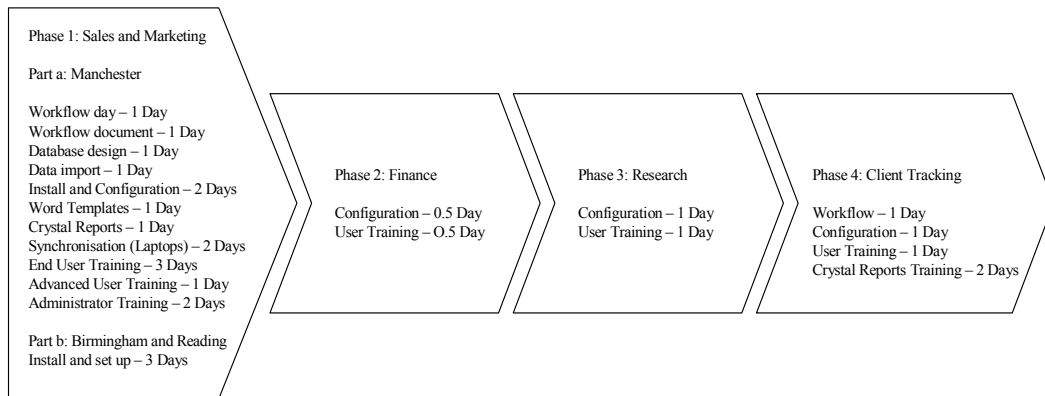 Phase 1: Sales and Marketing
Part a: Manchester
Workflow day – 1 Day
Workflow document – 1 Day
Database design – 1 Day
Data import – 1 Day
Install and Configuration – 2 Days
Word Templates – 1 Day
Crystal Reports – 1 Day
Synchronisation (Laptops) – 2 Days
End User Training – 3 Days
Advanced User Training – 1 Day
Administrator Training – 2 Days
Part b: Birmingham and Reading
Install and set up – 3 Days
Phase 2: Finance
Configuration – 0.5 Day
User Training – O.5 Day
Phase 3: Research
Configuration – 1 Day
User Training – 1 Day
Phase 4: Client Tracking
Workflow – 1 Day
Configuration – 1 Day
User Training – 1 Day
Crystal Reports Training – 2 Days